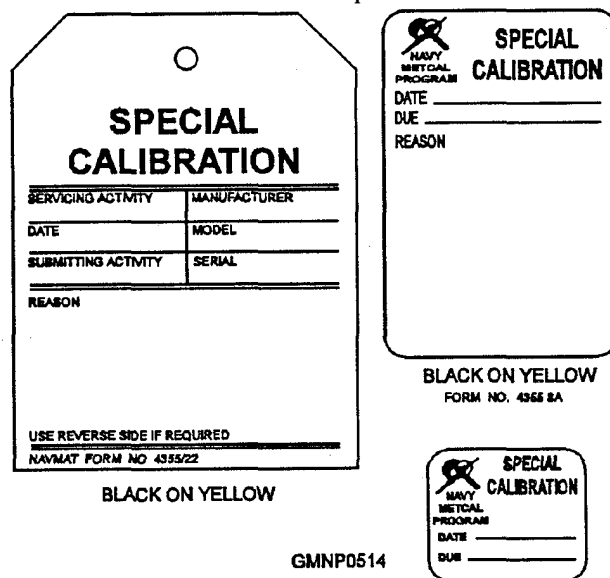 SPECIAL
CALIBRATION
SERVICING ACTIVITY MANUFACTURER
DATE MODEL
SUBMITTING ACTIVITY SERIAL
REASON
USE REVERSE SIDE IF REQUIRED
NAVMAT FORM NO 4355/22
BLACK ON YELLOW
NAVY
METCAL
PROGRAM
SPECIAL
CALIBRATION
DATE
DUE
REASON
BLACK ON YELLOW
FORM NO. 4355 8A
NAVY
METCAL
PROGRAM
SPECIAL
CALIBRATION
DATE
DUE
GMNP0514